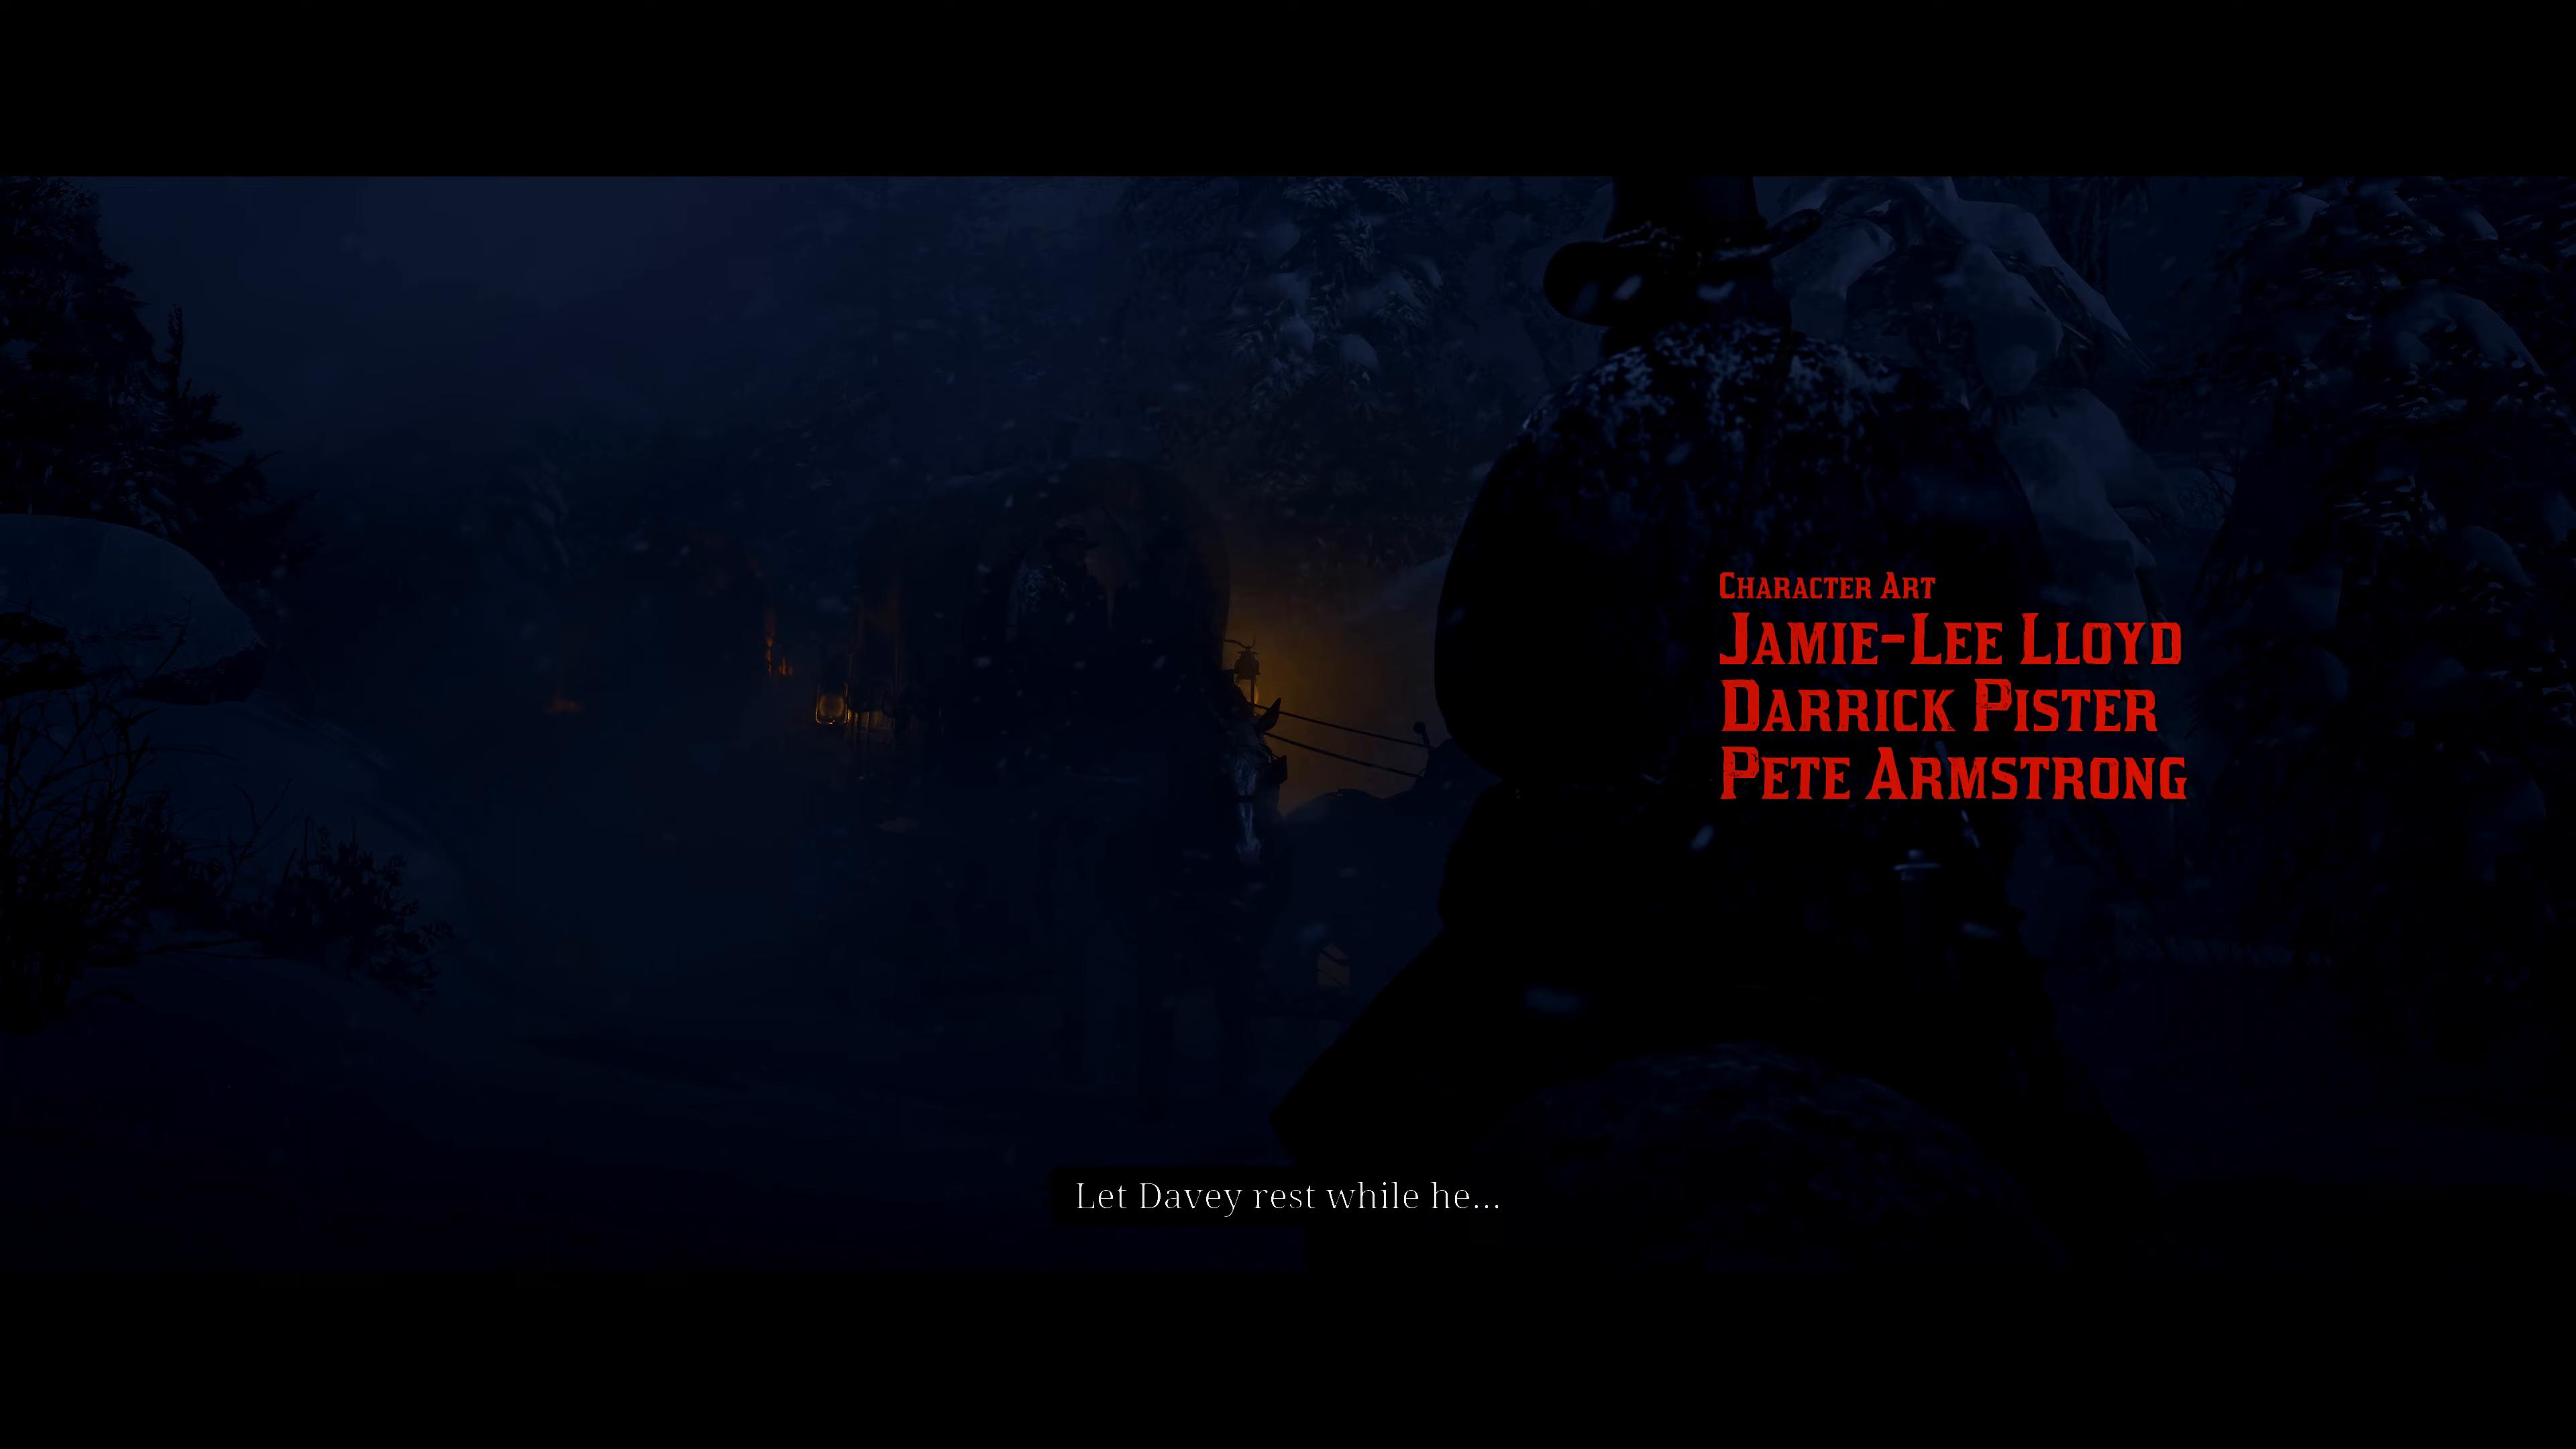 Character Art
Jamie-Lee Lloyd
Darrick Pister
Pete Armstrong
Let Davey rest while he...